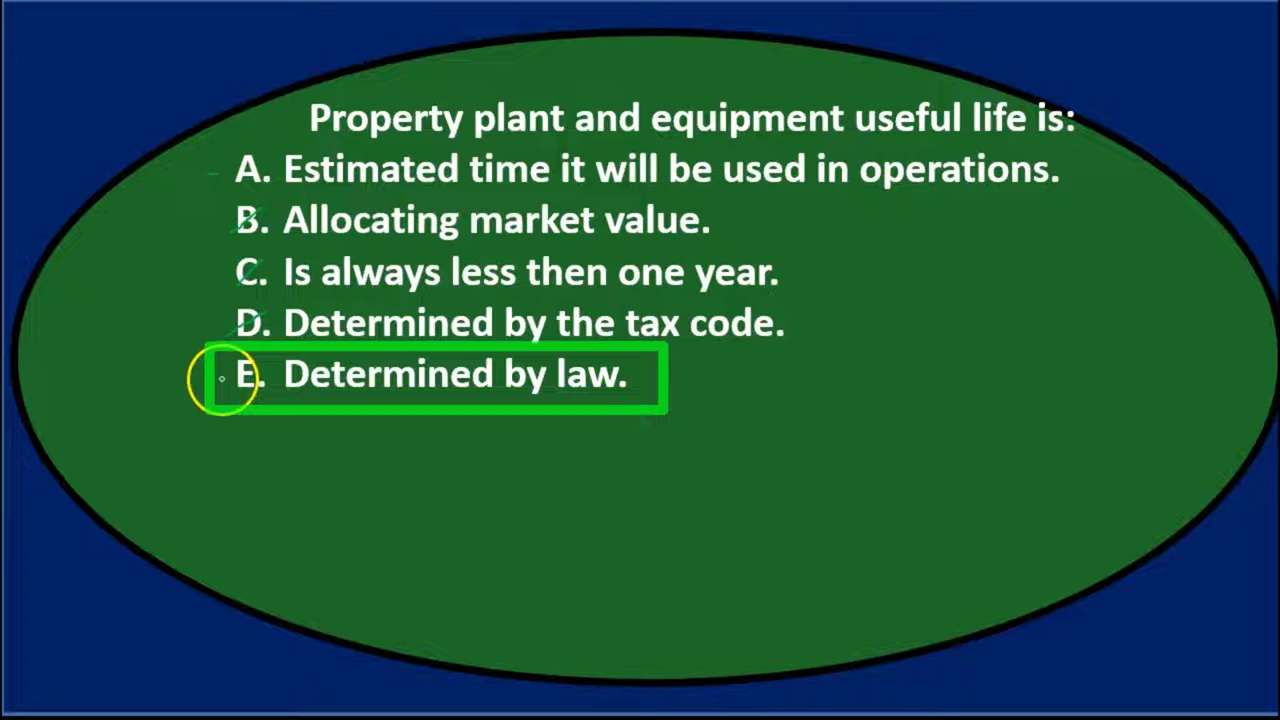 Property plant and equipment useful life is:
A. Estimated time it will be used in operations.
B. Allocating market value.
C. Is always less then one year.
D. Determined by the tax code.
E. Determined by law.